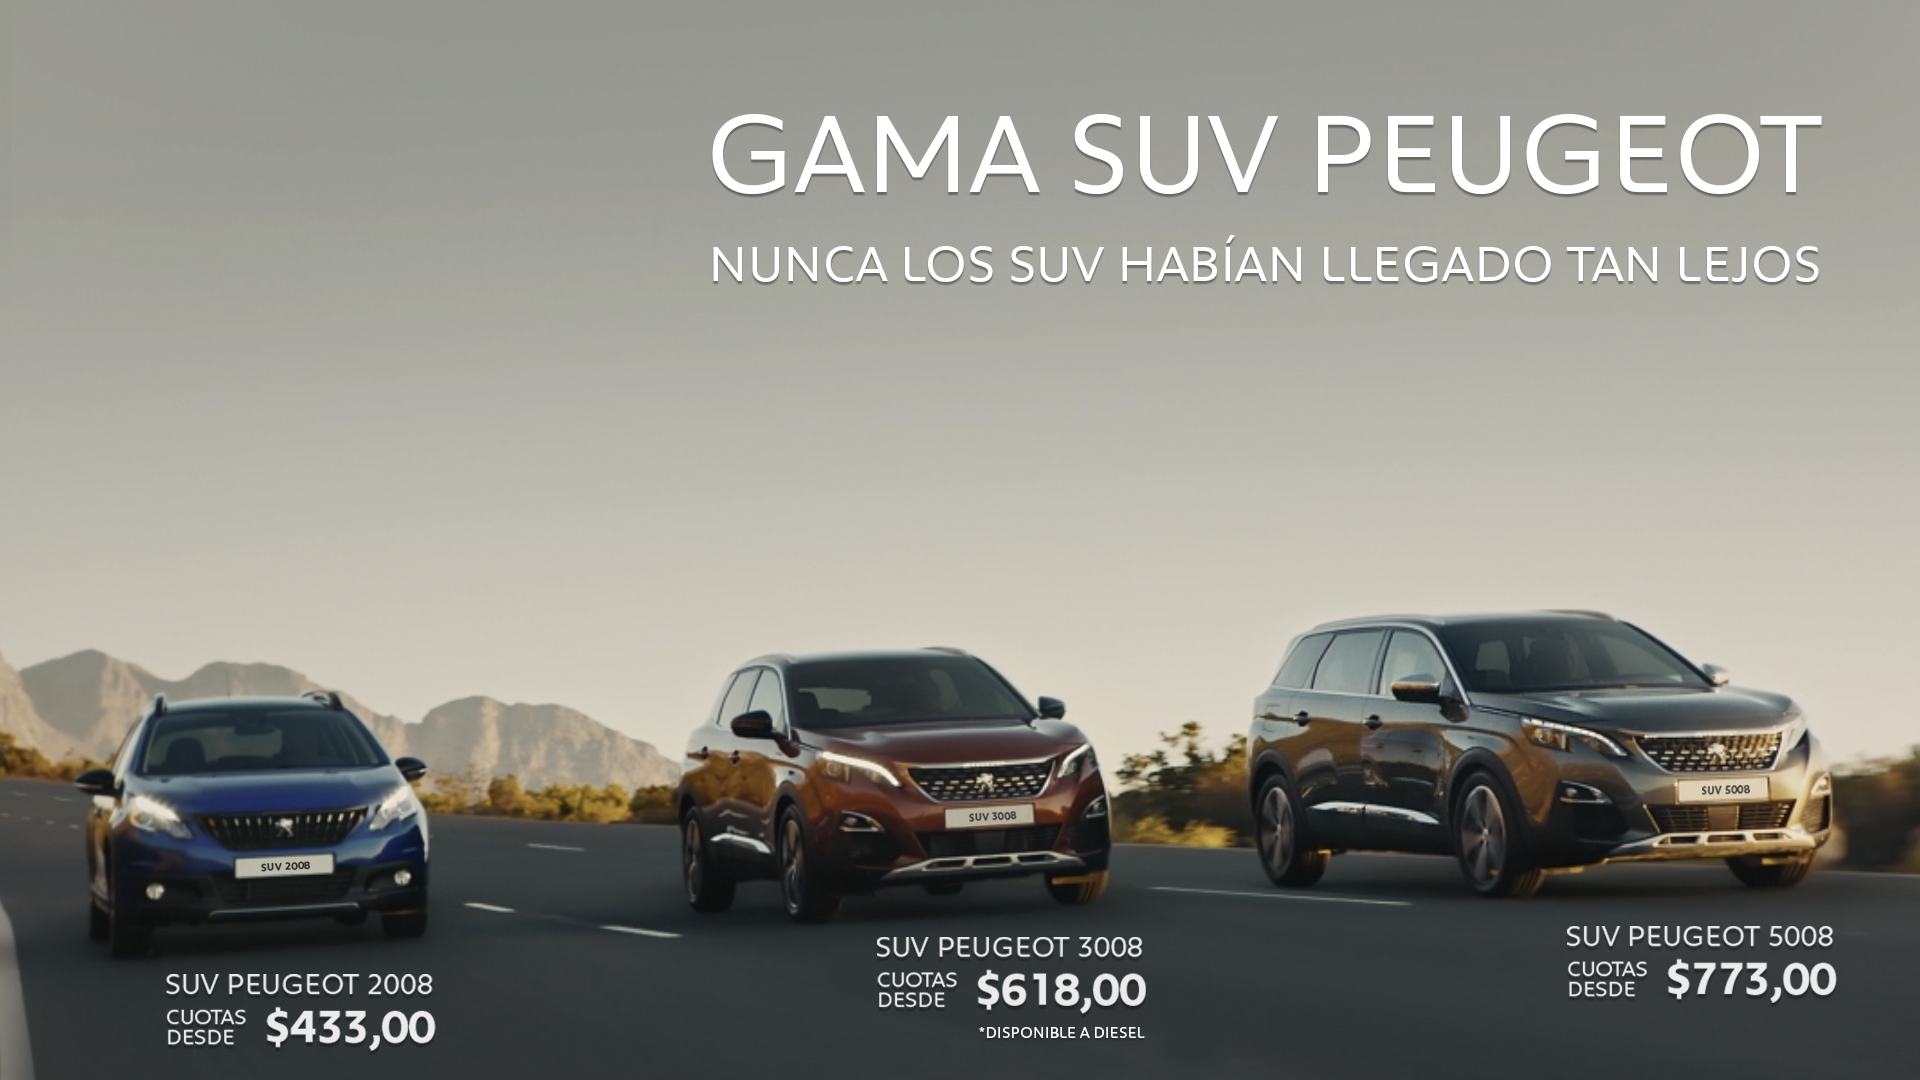 GAMA SUV PEUGEOT
NUNCA LOS SUV HABÍAN LLEGADO TAN LEJOS
SUV 2008
SUV 3008
SUV 5008
SUV PEUGEOT 2008
CUOTAS DESDE $433,00
SUV PEUGEOT 3008
CUOTAS DESDE $618,00
*DISPONIBLE A DIESEL
SUV PEUGEOT 5008
CUOTAS DESDE $773,00